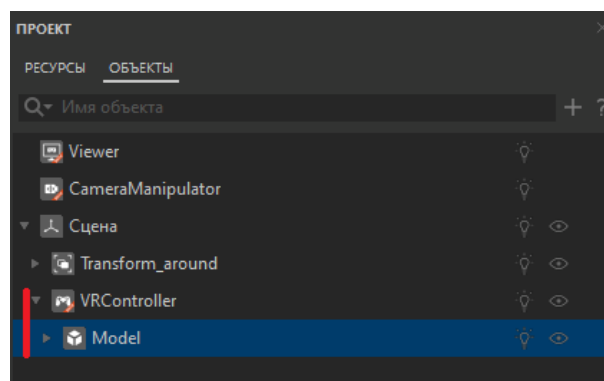 ПРОЕКТ
РЕСУРСЫ ОБЪЕКТЫ
Имя объекта
Viewer
CameraManipulator
Сцена
Transform_around
VRController
Model